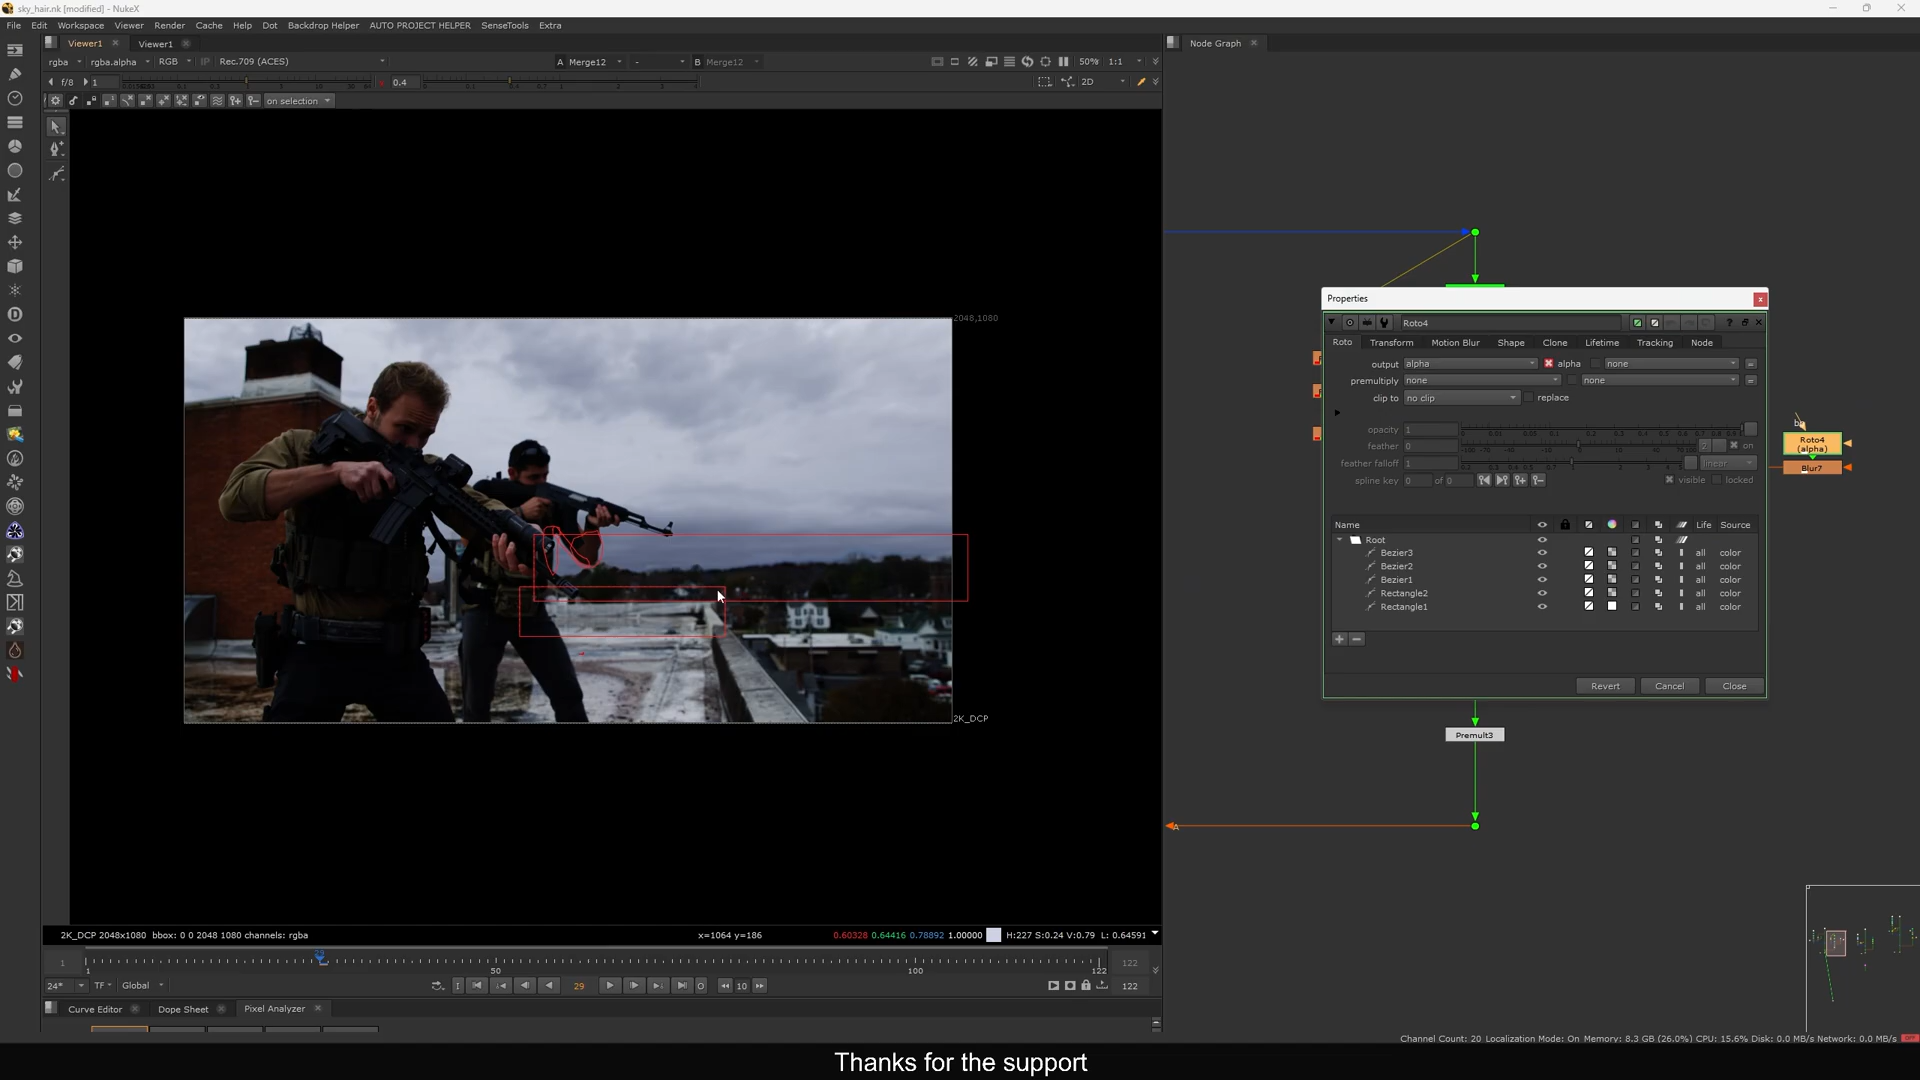 sky_hair.nk [modified] - NukeX
File Edit Workspace Viewer Render Cache Help Dot Backdrop Helper AUTO PROJECT HELPER SenseTools Extra
Viewer1 Viewer1 Node Graph
rgba rgba.alpha RGB IP Rec.709 (ACES) A Merge12 - B Merge12 50% 1:1
f/8 1 0.4 2D
on selection
2048,1080
2K_DCP
Properties
Roto4
Roto Transform Motion Blur Shape Clone Lifetime Tracking Node
output alpha alpha none
premultiply none none
clip to no clip replace
opacity 1
feather 0 2 on
feather falloff 1 linear
spline key 0 of 0 visible locked
Name Life Source
Root
Bezier3 all color
Bezier2 all color
Bezier1 all color
Rectangle2 all color
Rectangle1 all color
Revert Cancel Close
Roto4
(alpha)
Blur7
Premult3
A
2K_DCP 2048x1080 bbox: 0 0 2048 1080 channels: rgba x=1064 y=186 0.60328 0.64416 0.78892 1.00000 H:227 S:0.24 V:0.79 L: 0.64591
1 1 50 100 122 122
24* TF Global 29 10 122
Curve Editor Dope Sheet Pixel Analyzer
Channel Count: 20 Localization Mode: On Memory: 8.3 GB (26.0%) CPU: 15.6% Disk: 0.0 MB/s Network: 0.0 MB/s
Thanks for the support